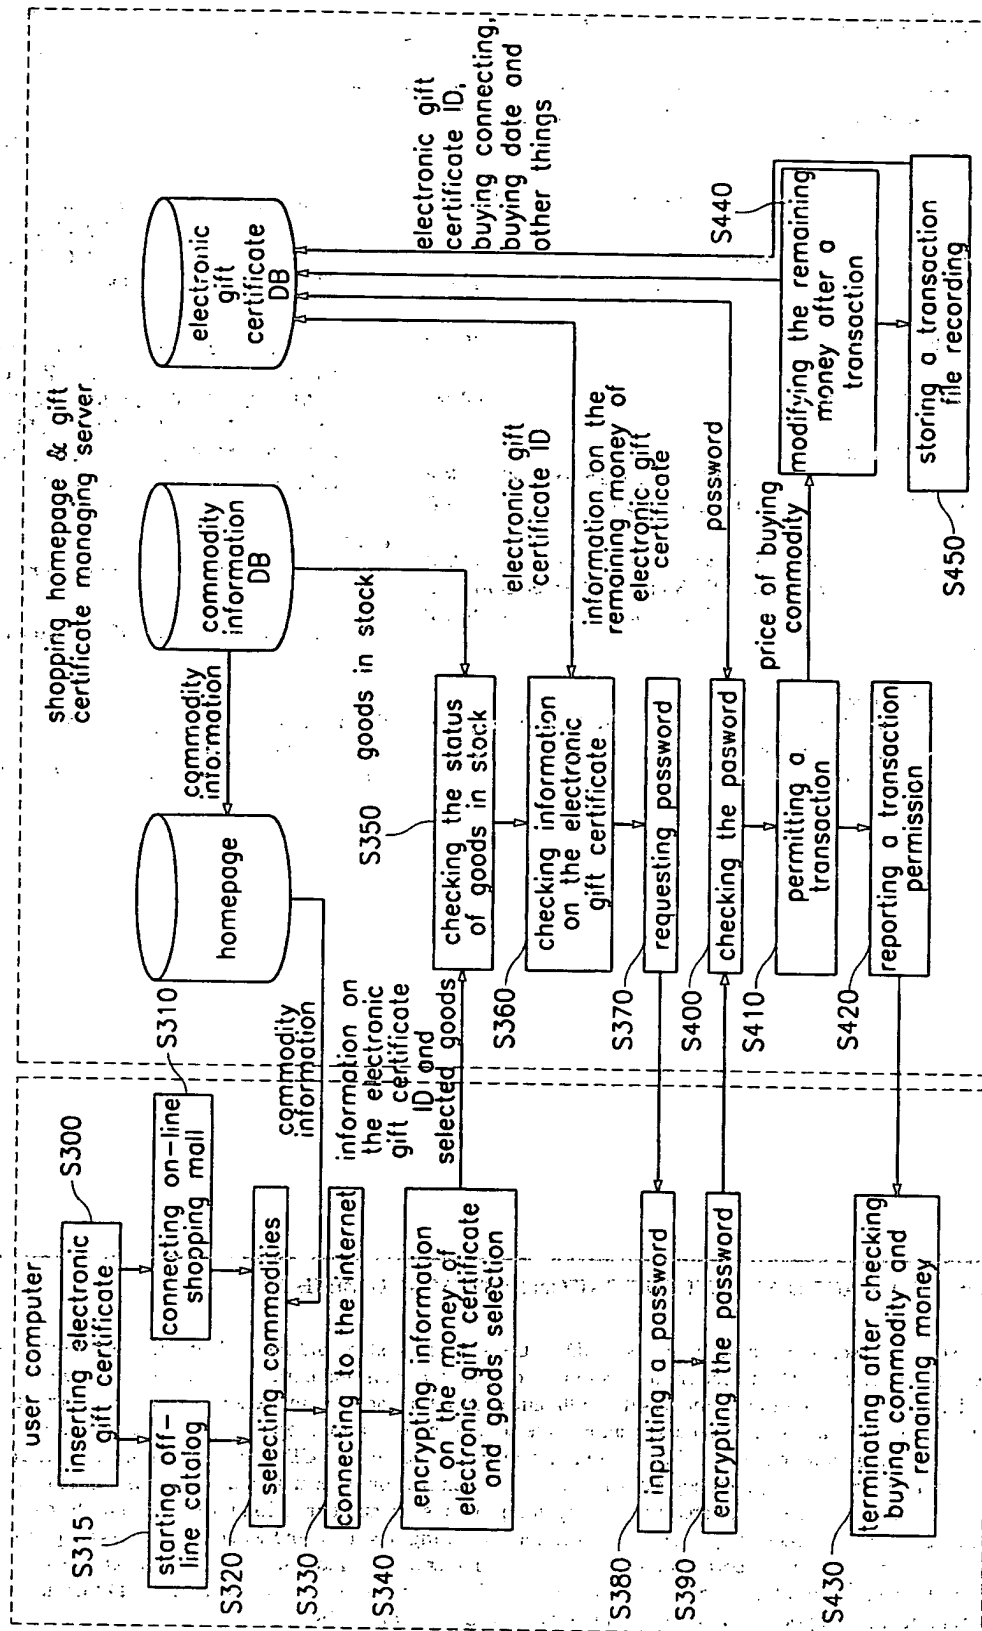 user computer
S300
inserting electronic
gift certificate
S315
starting off-
line catalog
S310
connecting on-line
shopping mall
S320
selecting commodities
S330
connecting to the internet
S340
encrypting information
on the money of
electronic gift certificate
and goods selection
S380
inputting a password
S390
encrypting the password
S430
terminating after checking
buying commodity and
remaining money
commodity
information
information on
the electronic
gift certificate
ID and
selected goods
shopping homepage & gift
certificate managing server
homepage
commodity
information
commodity
information
DB
electronic
gift
certificate
DB
goods in stock
S350
checking the status
of goods in stock
S360
checking information
on the electronic
gift certificate
S370
requesting password
S400
checking the pasword
S410
permitting a
transaction
S420
reporting a transaction
permission
electronic gift
certificate ID
information on the
remaining money of
electronic gift
certificate
password
price of buying
commodity
electronic gift
certificate ID,
buying connecting,
buying date and
other things
S440
modifying the remaining
money after a
transaction
S450
storing a transaction
file recording